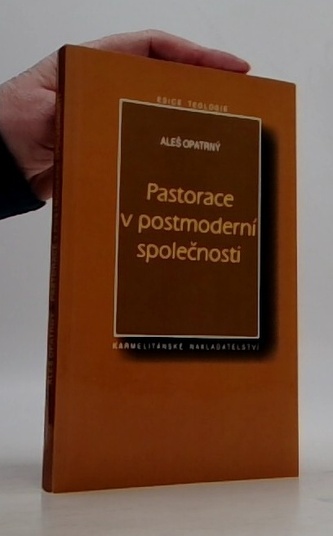 EDICE TEOLOGIE
ALEŠ OPATRNÝ
Pastorace
v postmoderní
společnosti
KARMELITÁNSKÉ NAKLADATELSTVÍ